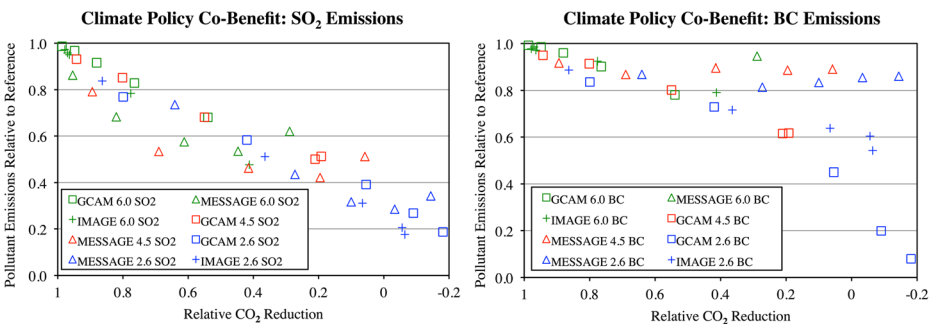 Climate Policy Co-Benefit: SO2 Emissions
Pollutant Emissions Relative to Reference
1.0
0.8
0.6
0.4
0.2
0.0
GCAM 6.0 SO2
MESSAGE 6.0 SO2
IMAGE 6.0 SO2
GCAM 4.5 SO2
MESSAGE 4.5 SO2
GCAM 2.6 SO2
MESSAGE 2.6 SO2
IMAGE 2.6 SO2
1 0.8 0.6 0.4 0.2 0 -0.2
Relative CO2 Reduction
Climate Policy Co-Benefit: BC Emissions
Pollutant Emissions Relative to Reference
1.0
0.8
0.6
0.4
0.2
0.0
GCAM 6.0 BC
MESSAGE 6.0 BC
IMAGE 6.0 BC
GCAM 4.5 BC
MESSAGE 4.5 BC
GCAM 2.6 BC
MESSAGE 2.6 BC
IMAGE 2.6 BC
1 0.8 0.6 0.4 0.2 0 -0.2
Relative CO2 Reduction